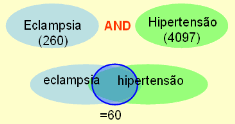 Eclampsia AND Hipertensão
(260) (4097)
eclampsia hipertensão
=60